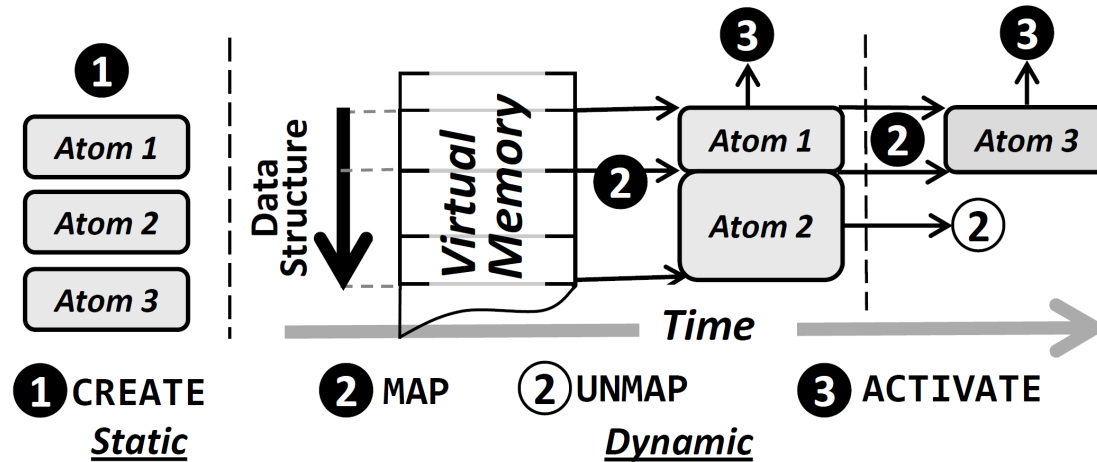 1
Atom 1
Atom 2
Atom 3
Data
Structure
Virtual
Memory
2
3
Atom 1
Atom 2
2
3
Atom 3
2
Time
1 CREATE
2 MAP
2 UNMAP
3 ACTIVATE
Static
Dynamic